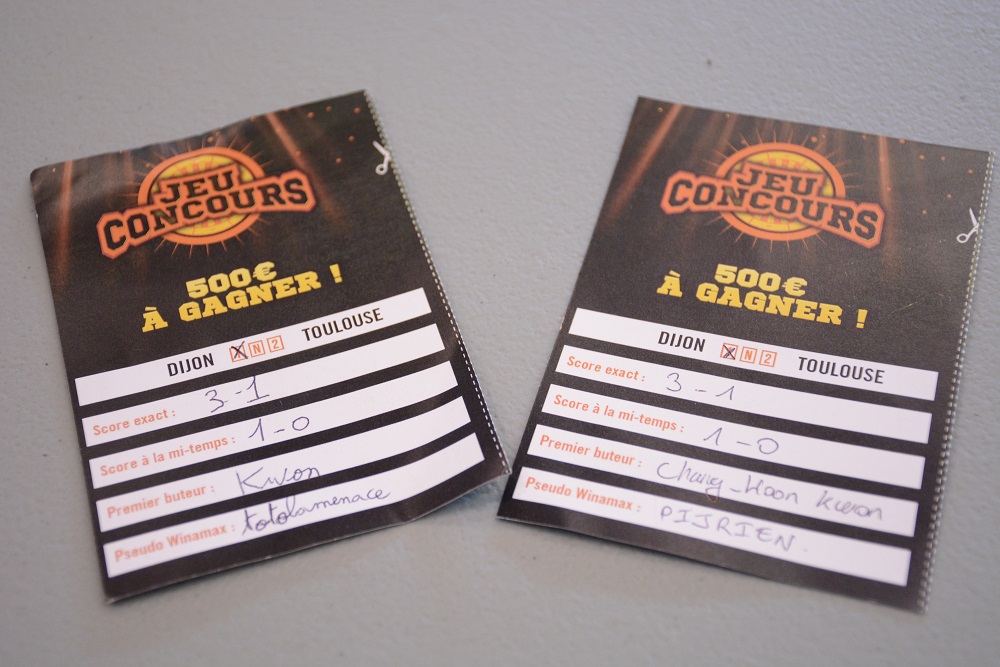 JEU
CONCOURS
500€
À GAGNER !
DIJON 1 N 2 TOULOUSE
Score exact : 3-1
Score à la mi-temps : 1-0
Premier buteur : Kwon
Pseudo Winamax : totolamenace
JEU
CONCOURS
500€
À GAGNER !
DIJON 1 N 2 TOULOUSE
Score exact : 3-1
Score à la mi-temps : 1-0
Premier buteur : Chang-Hoon Kwon
Pseudo Winamax : DIJRIEN.